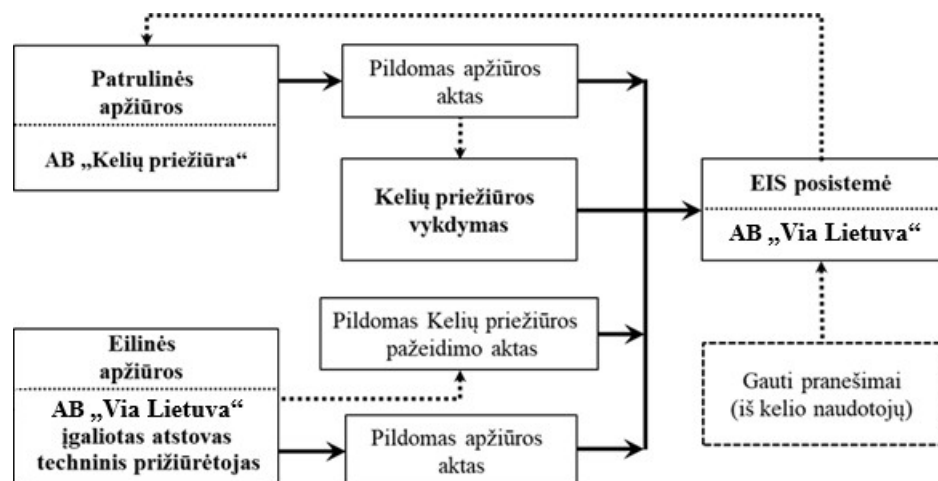 Patrulinės
apžiūros
AB „Kelių priežiūra“
Pildomas apžiūros
aktas
Kelių priežiūros
vykdymas
EIS posistemė
AB „Via Lietuva“
Pildomas Kelių priežiūros
pažeidimo aktas
Eilinės
apžiūros
AB „Via Lietuva“
įgaliotas atstovas
techninis prižiūrėtojas
Pildomas apžiūros
aktas
Gauti pranešimai
(iš kelio naudotojų)